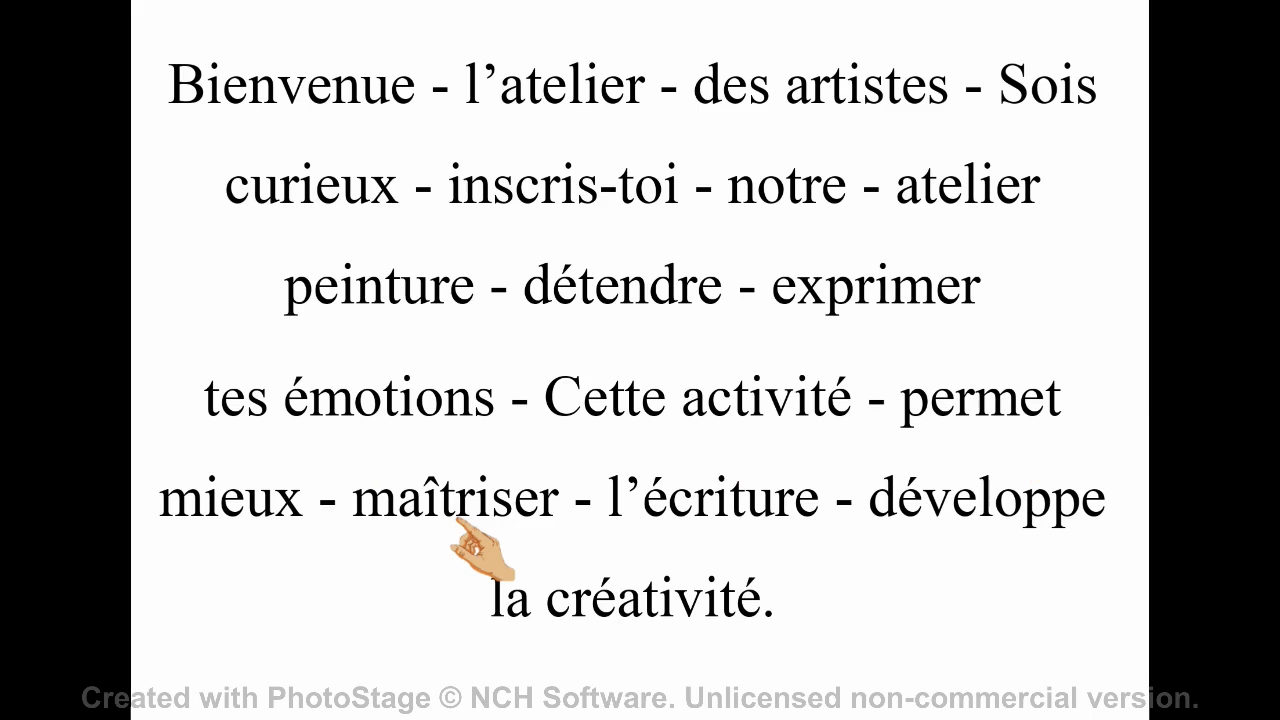 Bienvenue - l’atelier - des artistes - Sois
curieux - inscris-toi - notre - atelier
peinture - détendre - exprimer
tes émotions - Cette activité - permet
mieux - maîtriser - l’écriture - développe
la créativité.
Created with PhotoStage © NCH Software. Unlicensed non-commercial version.